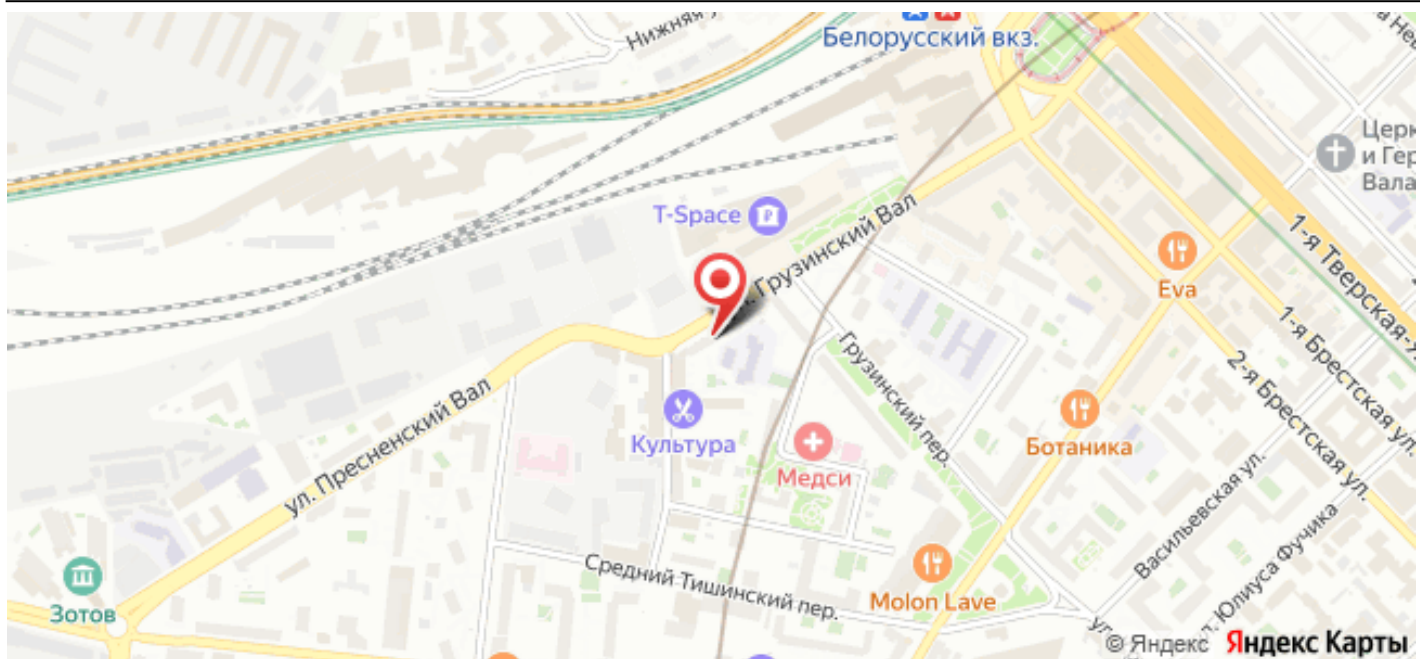 Нижняя у
Белорусский вкз.
а Нев
Церк
и Гер
Вала
T-Space
Грузинский Вал
1-я Тверская-Я
Eva
1-я Брестская ул.
2-я Брестская ул.
Грузинский пер.
ул. Пресненский Вал
Культура
Медси
Ботаника
Васильевская ул.
Юлиуса Фучика
Средний Тишинский пер.
Molon Lave
Зотов
© Яндекс Яндекс Карты